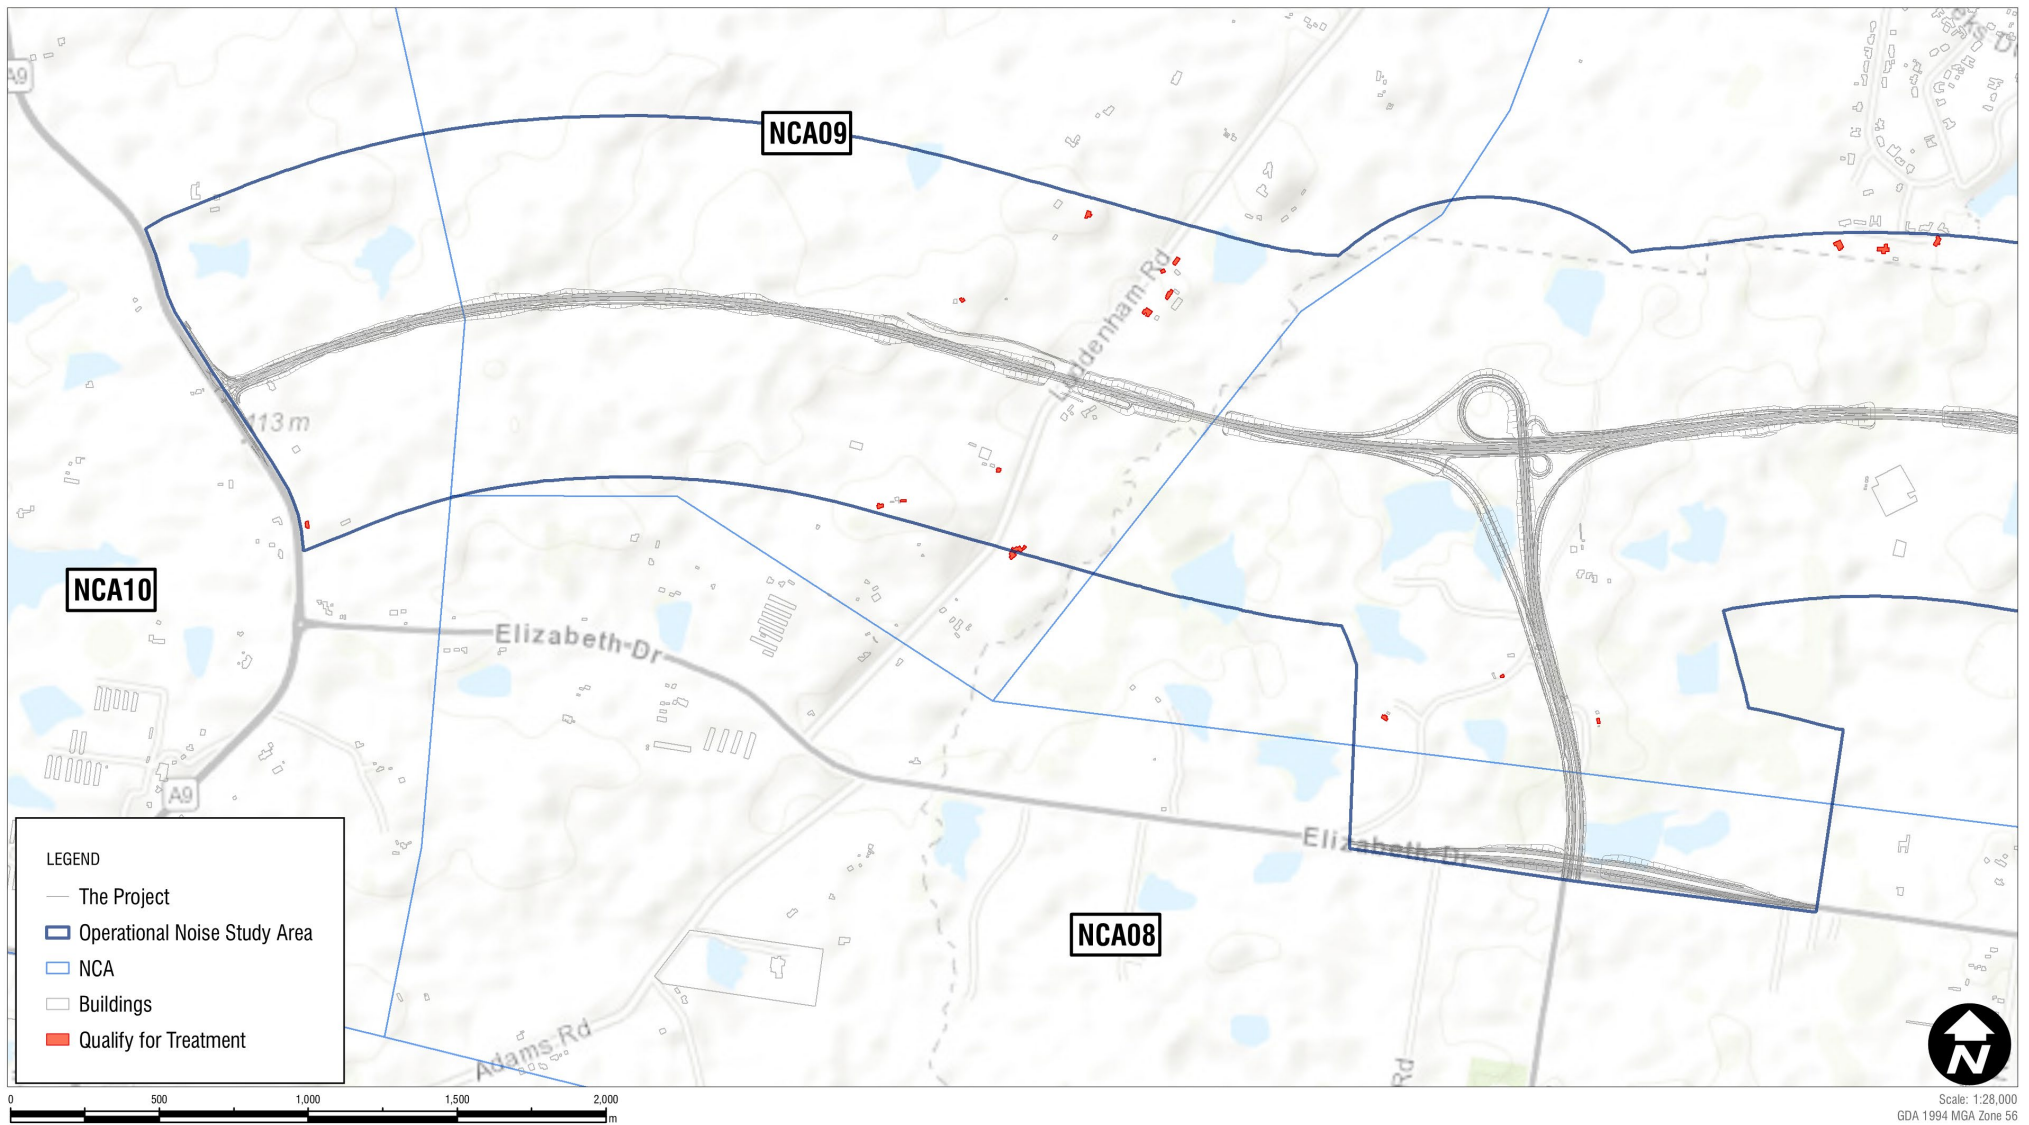 A9
NCA09
Luddenham Rd
113 m
NCA10
Elizabeth-Dr
A9
Elizabeth-Dr
NCA08
LEGEND
The Project
Operational Noise Study Area
NCA
Buildings
Qualify for Treatment
Adams Rd
Rd
N
0 500 1,000 1,500 2,000
m
Scale: 1:28,000
GDA 1994 MGA Zone 56